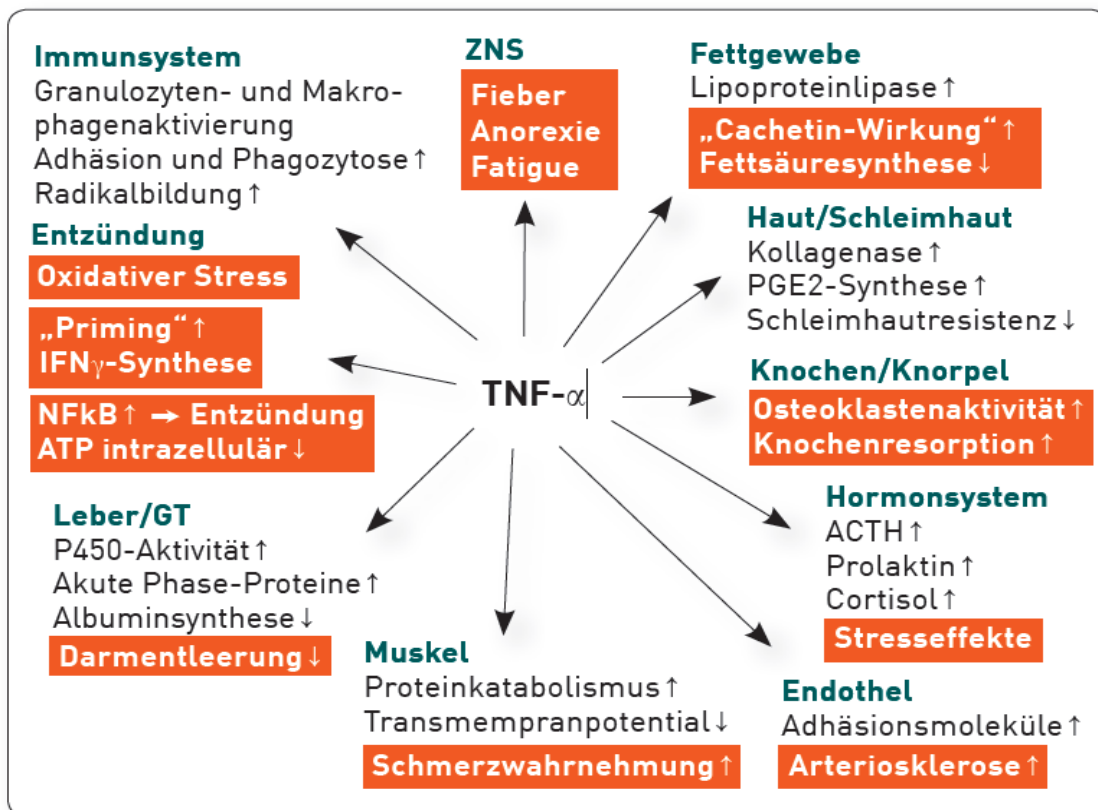 Immunsystem
Granulozyten- und Makro-
phagenaktivierung
Adhäsion und Phagozytose ↑
Radikalbildung ↑
Entzündung
Oxidativer Stress
„Priming“ ↑
IFNγ-Synthese
NFkB ↑ → Entzündung
ATP intrazellulär ↓
ZNS
Fieber
Anorexie
Fatigue
Fettgewebe
Lipoproteinlipase ↑
„Cachetin-Wirkung“ ↑
Fettsäuresynthese ↓
Haut/Schleimhaut
Kollagenase ↑
PGE2-Synthese ↑
Schleimhautresistenz ↓
TNF-α
Knochen/Knorpel
Osteoklastenaktivität ↑
Knochenresorption ↑
Leber/GT
P450-Aktivität ↑
Akute Phase-Proteine ↑
Albuminsynthese ↓
Darmentleerung ↓
Muskel
Proteinkatabolismus ↑
Transmempranpotential ↓
Schmerzwahrnehmung ↑
Hormonsystem
ACTH ↑
Prolaktin ↑
Cortisol ↑
Stresseffekte
Endothel
Adhäsionsmoleküle ↑
Arteriosklerose ↑